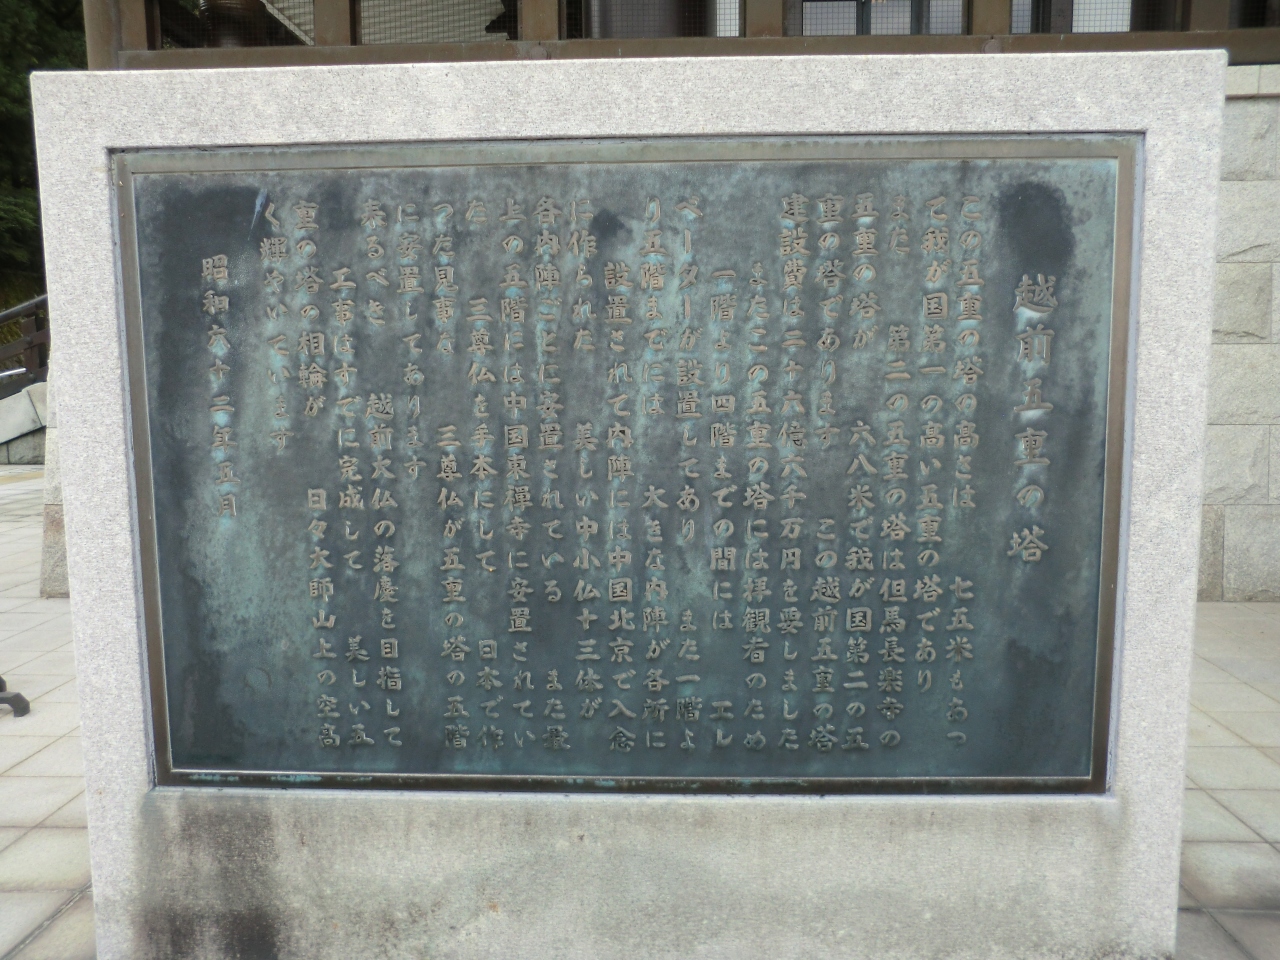 越前五重の塔
この五重の塔の高さは　七五米もあつ
て我が国第一の高い五重の塔であり
また　第二の五重の塔は但馬長楽寺の
五重の塔が　六八米で我が国第二の五
重の塔であります　この越前五重の塔
建設費は三十六億六千万円を要しました
またこの五重の塔には拝観者のため
一階より四階までの間には　エレ
ベーターが設置してあり　また一階よ
り五階までには　大きな内陣が各所に
設置されて内陣には中国北京で入念
に作られた　美しい中小仏十三体が
各内陣ごとに安置されている　また最
上の五階には中国東禅寺に安置されてい
た　三尊仏を手本にして　日本で作
つた見事な　三尊仏が五重の塔の五階
に安置してあります
来るべき　越前大仏の落慶を目指して
工事はすでに完成して　美しい五
重の塔の相輪が　日々大師山上の空高
く輝やいています
昭和六十二年五月